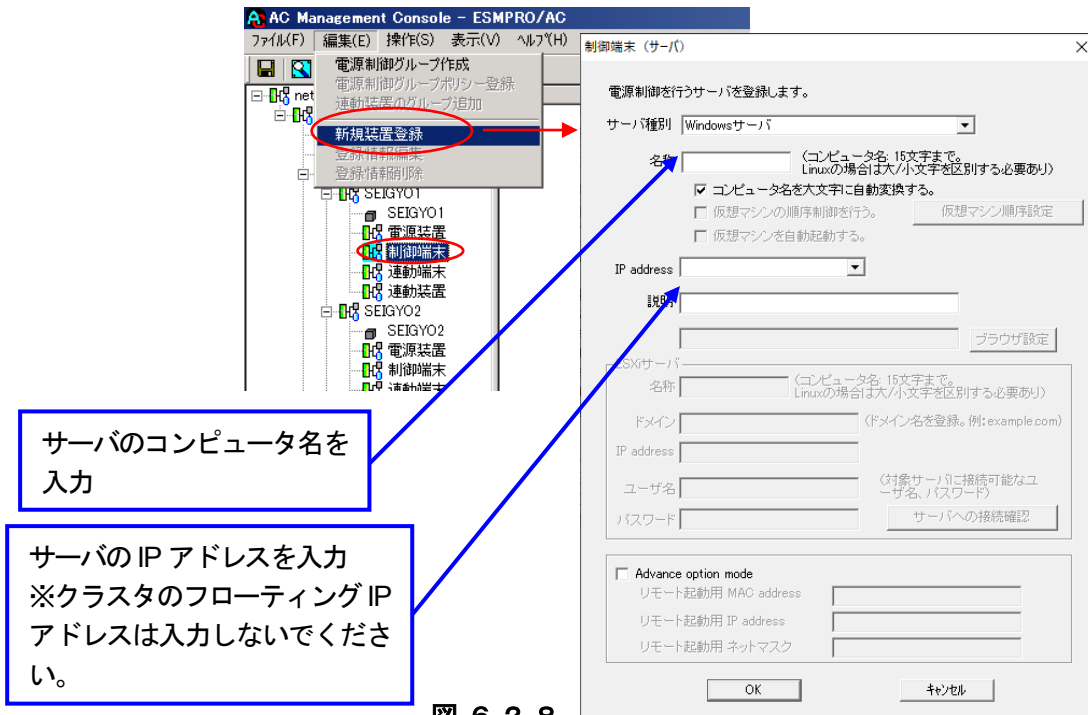 AC Management Console - ESMPRO/AC
ファイル(F) 編集(E) 操作(S) 表示(V) ヘルプ(H)
電源制御グループ作成
電源制御グループポリシー登録
連動装置のグループ追加
新規装置登録
登録情報編集
登録情報削除
net
SEIGYO1
SEIGYO1
電源装置
制御端末
連動端末
連動装置
SEIGYO2
SEIGYO2
電源装置
制御端末
連動端末
サーバのコンピュータ名を
入力
サーバの IP アドレスを入力
※クラスタのフローティング IP
アドレスは入力しないでくださ
い。
制御端末（サーバ）
電源制御を行うサーバを登録します。
サーバ種別 Windowsサーバ
名称 (コンピュータ名: 15文字まで。
Linuxの場合は大/小文字を区別する必要あり)
コンピュータ名を大文字に自動変換する。
仮想マシンの順序制御を行う。 仮想マシン順序設定
仮想マシンを自動起動する。
IP address
説明
ブラウザ設定
ESXiサーバ
名称 (コンピュータ名: 15文字まで。
Linuxの場合は大/小文字を区別する必要あり)
ドメイン (ドメイン名を登録。例:example.com)
IP address
ユーザ名 (対象サーバに接続可能なユ
ーザ名、パスワード)
パスワード サーバへの接続確認
Advance option mode
リモート起動用 MAC address
リモート起動用 IP address
リモート起動用 ネットマスク
OK キャンセル
図 6.2.8